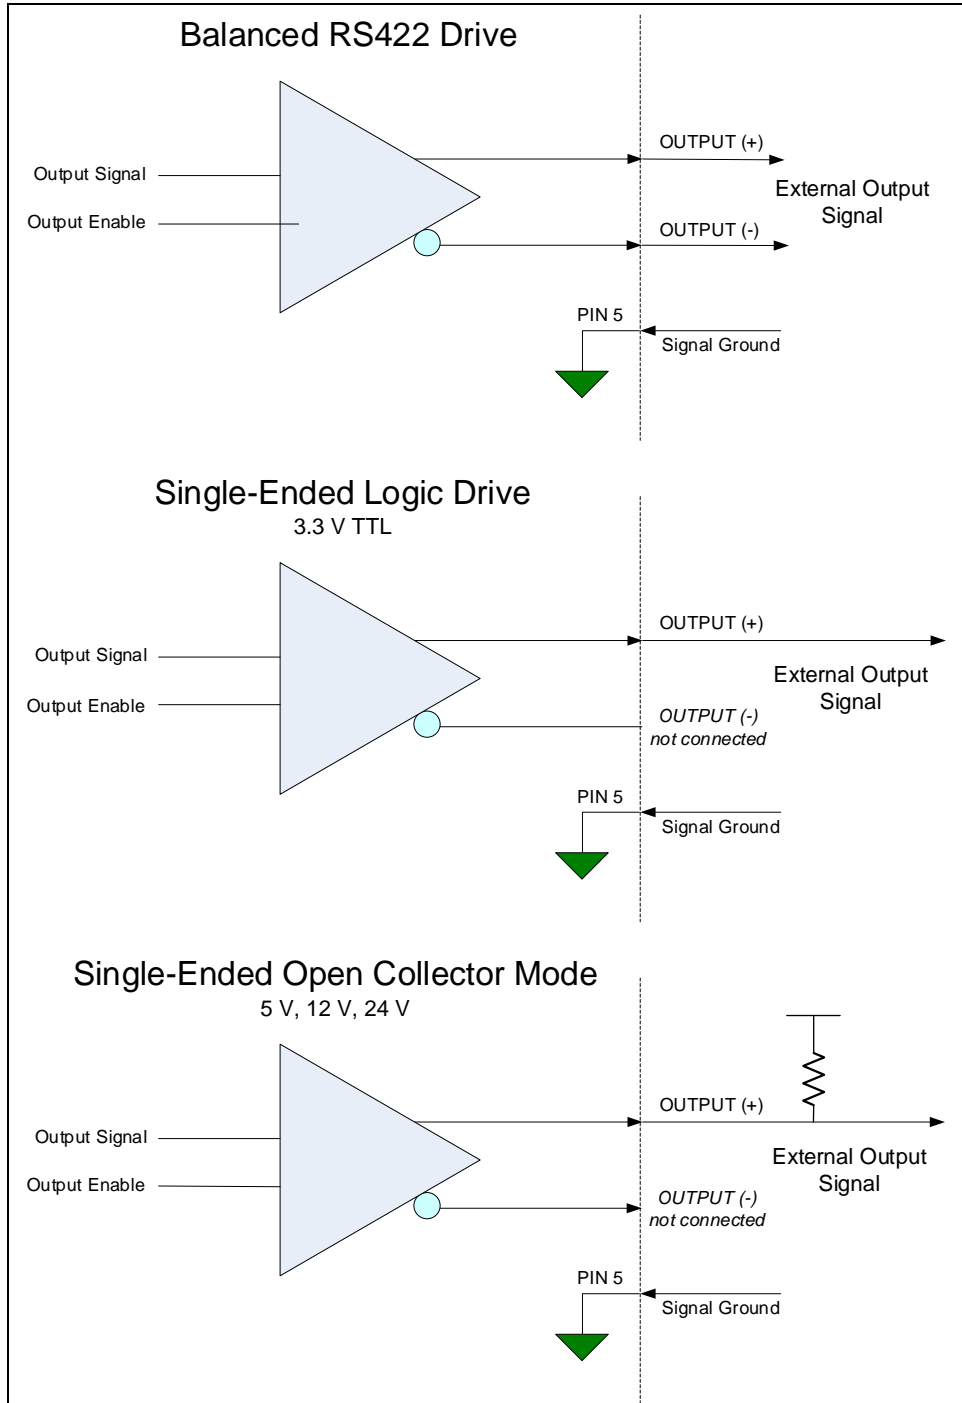 Balanced RS422 Drive
OUTPUT (+)
Output Signal
External Output
Signal
Output Enable
OUTPUT (-)
PIN 5
Signal Ground
Single-Ended Logic Drive
3.3 V TTL
OUTPUT (+)
Output Signal
External Output
Signal
Output Enable
OUTPUT (-)
not connected
PIN 5
Signal Ground
Single-Ended Open Collector Mode
5 V, 12 V, 24 V
OUTPUT (+)
Output Signal
External Output
Signal
Output Enable
OUTPUT (-)
not connected
PIN 5
Signal Ground